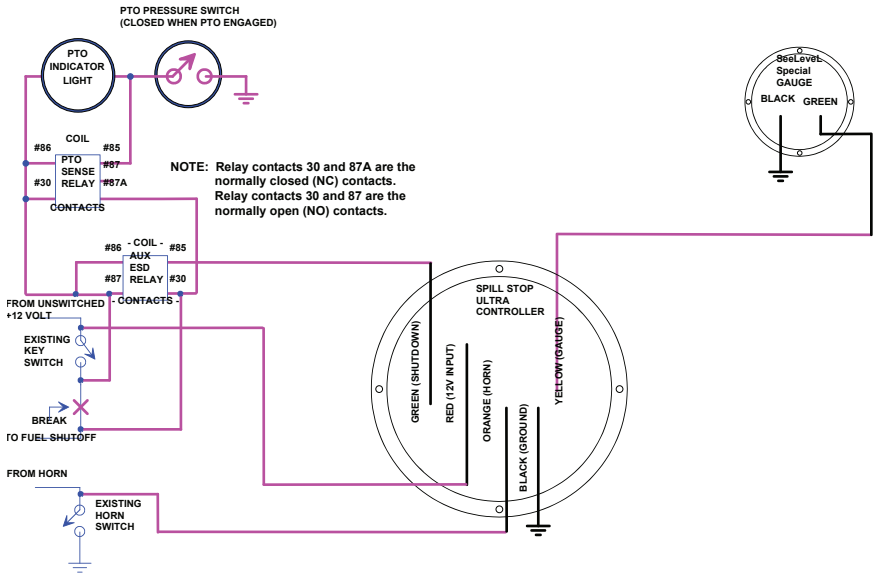 PTO PRESSURE SWITCH
(CLOSED WHEN PTO ENGAGED)
PTO
INDICATOR
LIGHT
SeeLeveL
Special
GAUGE
BLACK
GREEN
COIL
#86
#85
PTO
SENSE
RELAY
#87
#30
#87A
CONTACTS
NOTE: Relay contacts 30 and 87A are the
normally closed (NC) contacts.
Relay contacts 30 and 87 are the
normally open (NO) contacts.
- COIL -
#86
#85
AUX
ESD
RELAY
#87
#30
- CONTACTS -
FROM UNSWITCHED
+12 VOLT
EXISTING
KEY
SWITCH
BREAK
TO FUEL SHUTOFF
FROM HORN
EXISTING
HORN
SWITCH
SPILL STOP
ULTRA
CONTROLLER
GREEN (SHUTDOWN)
RED (12V INPUT)
ORANGE (HORN)
BLACK (GROUND)
YELLOW (GAUGE)